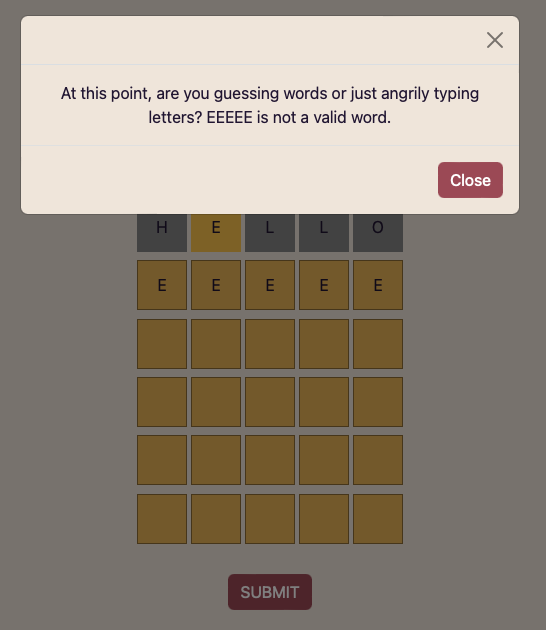 At this point, are you guessing words or just angrily typing
letters? EEEEE is not a valid word.
Close
H E L L O
E E E E E
SUBMIT